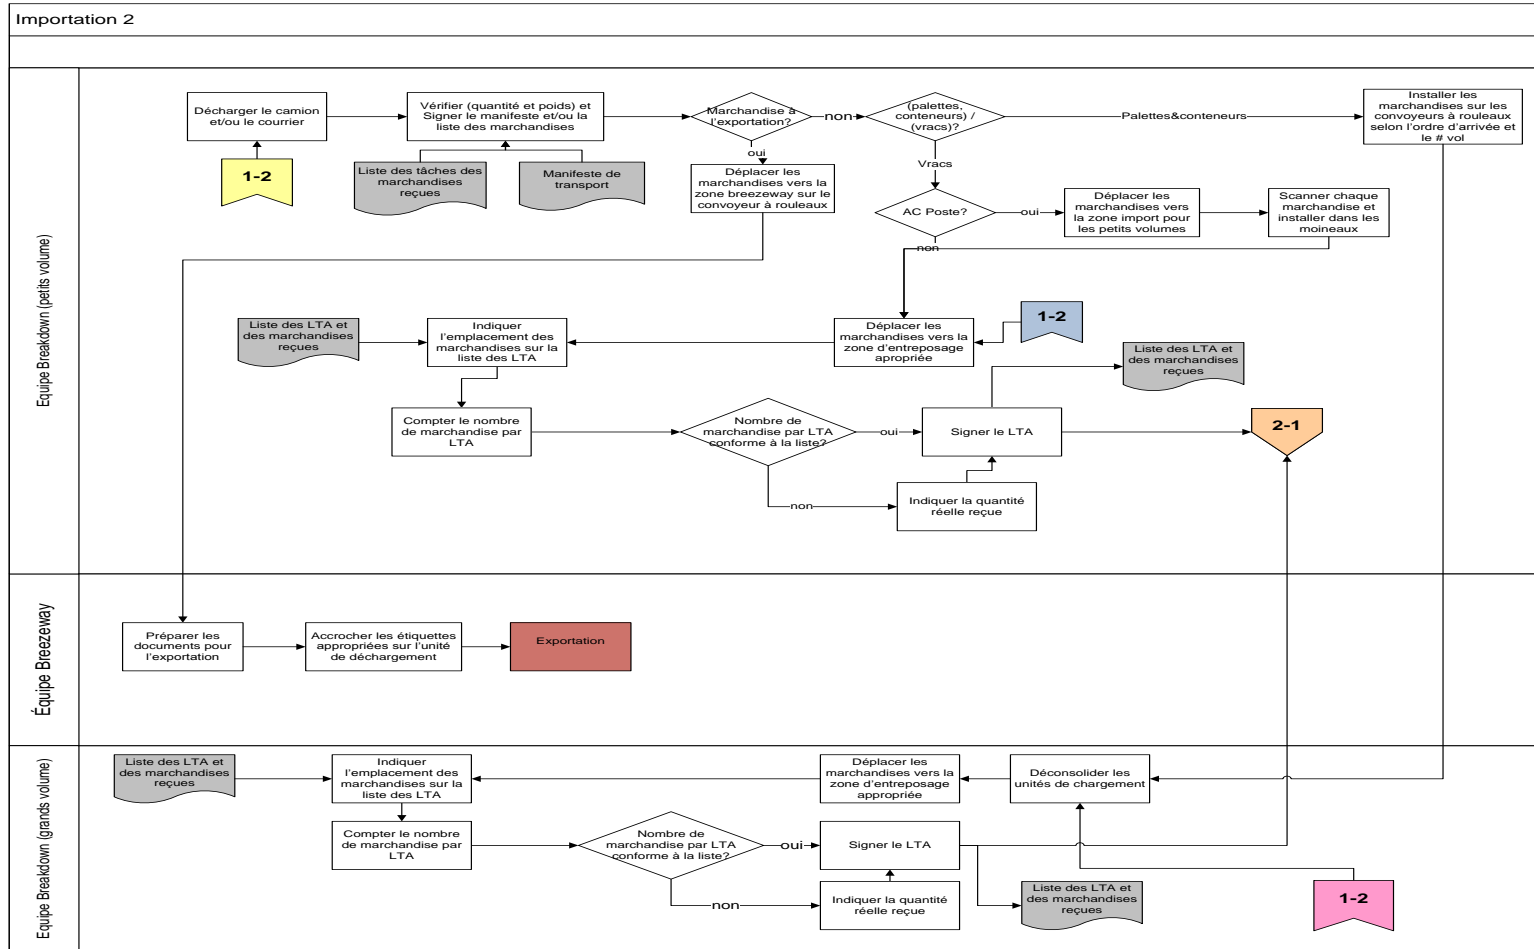 Importation 2
Equipe Breakdown (petits volume)
Décharger le camion
et/ou le courrier
1-2
Vérifier (quantité et poids) et
Signer le manifeste et/ou la
liste des marchandises
Liste des tâches des
marchandises
reçues
Manifeste de
transport
Marchandise à
l'exportation?
non
oui
Déplacer les
marchandises vers la
zone breezeway sur le
convoyeur à rouleaux
(palettes,
conteneurs) /
(vracs)?
Palettes&conteneurs
Vracs
Installer les
marchandises sur les
convoyeurs à rouleaux
selon l'ordre d'arrivée et
le # vol
AC Poste?
oui
non
Déplacer les
marchandises vers
la zone import pour
les petits volumes
Scanner chaque
marchandise et
installer dans les
moineaux
Liste des LTA et
des marchandises
reçues
Indiquer
l'emplacement des
marchandises sur la
liste des LTA
Déplacer les
marchandises vers la
zone d'entreposage
apropriée
1-2
Liste des LTA et
des marchandises
reçues
Compter le nombre
de marchandise par
LTA
Nombre de
marchandise par LTA
conforme à la liste?
oui
non
Signer le LTA
2-1
Indiquer la quantité
réelle reçue
Équipe Breezeway
Préparer les
documents pour
l'exportation
Accrocher les étiquettes
appropriées sur l'unité
de déchargement
Exportation
Equipe Breakdown (grands volume)
Liste des LTA et
des marchandises
reçues
Indiquer
l'emplacement des
marchandises sur la
liste des LTA
Déplacer les
marchandises vers la
zone d'entreposage
appropriée
Déconsolider les
unités de chargement
Compter le nombre
de marchandise par
LTA
Nombre de
marchandise par LTA
conforme à la liste?
oui
non
Signer le LTA
Indiquer la quantité
réelle reçue
Liste des LTA et
des marchandises
reçues
1-2